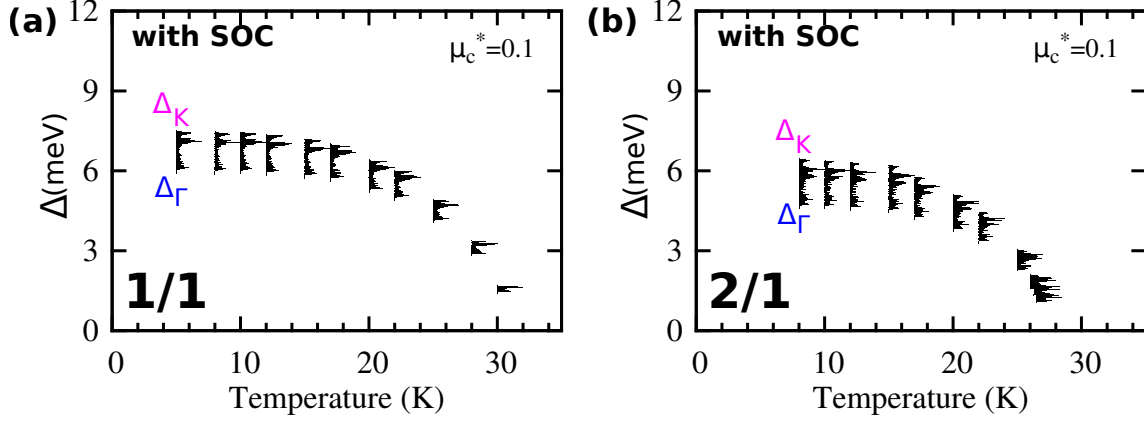 (a)
with SOC
μc*=0.1
ΔK
ΔΓ
1/1
Δ(meV)
12
9
6
3
0
0
10
20
30
Temperature (K)
(b)
with SOC
μc*=0.1
ΔK
ΔΓ
2/1
Δ(meV)
12
9
6
3
0
0
10
20
30
Temperature (K)